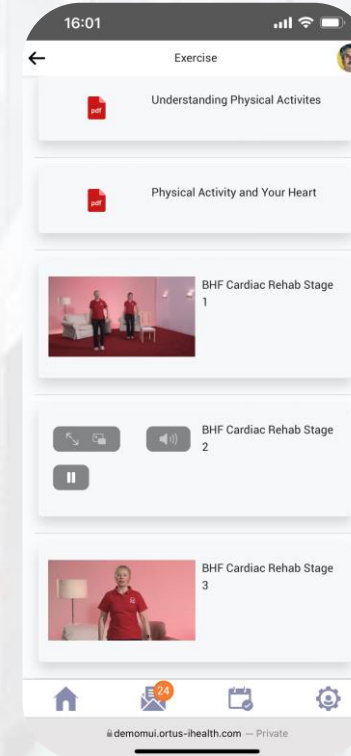 16:01
Exercise
pdf
Understanding Physical Activites
pdf
Physical Activity and Your Heart
BHF Cardiac Rehab Stage
1
BHF Cardiac Rehab Stage
2
BHF Cardiac Rehab Stage
3
24
demomui.ortus-ihealth.com — Private